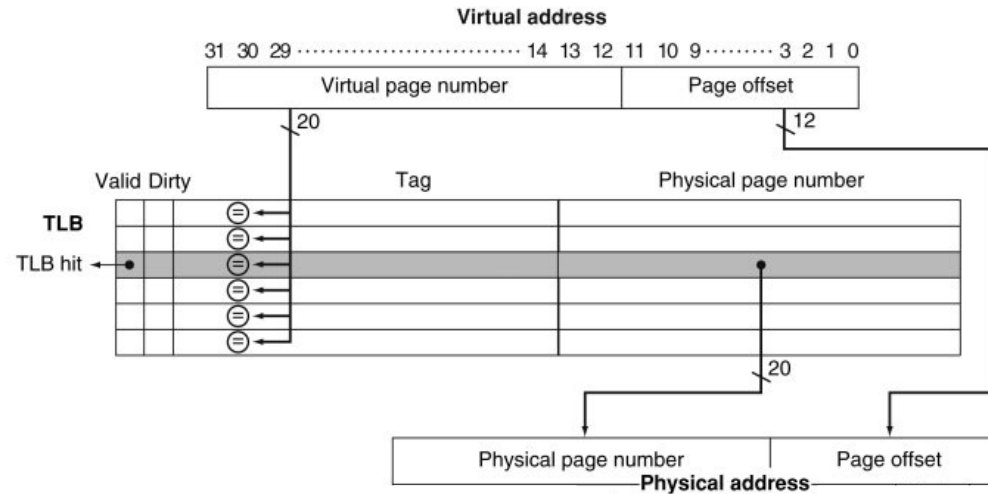 Virtual address
31 30 29 ································ 14 13 12 11 10 9 ········· 3 2 1 0
Virtual page number Page offset
20 12
Valid Dirty Tag Physical page number
TLB
=
=
TLB hit =
=
=
=
20
Physical page number Page offset
Physical address